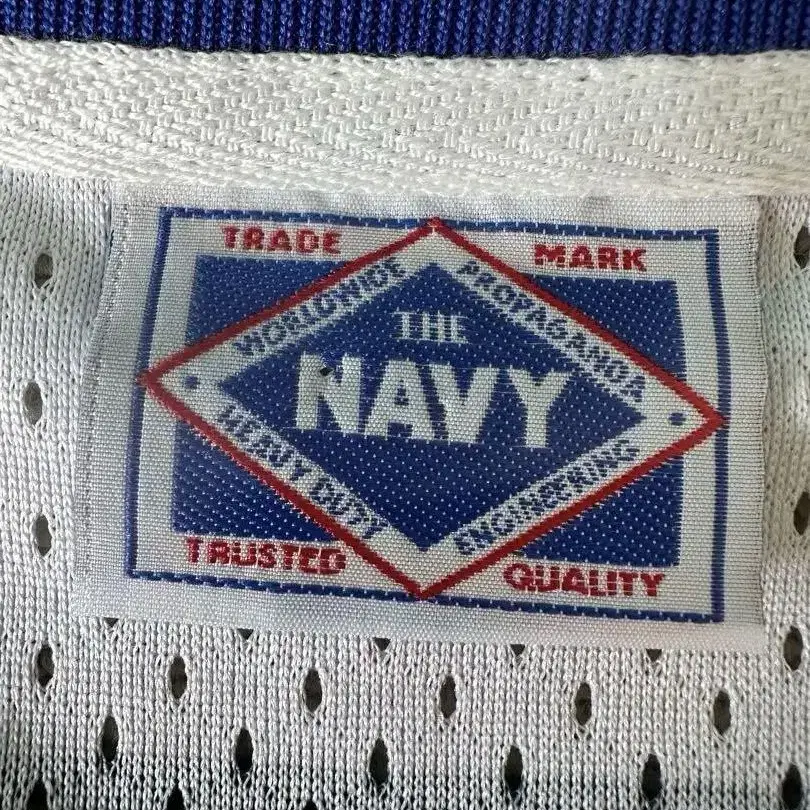 TRADE MARK
WORLDWIDE PROPAGANDA
THE
NAVY
HEAVY DUTY ENGINEERING
TRUSTED QUALITY